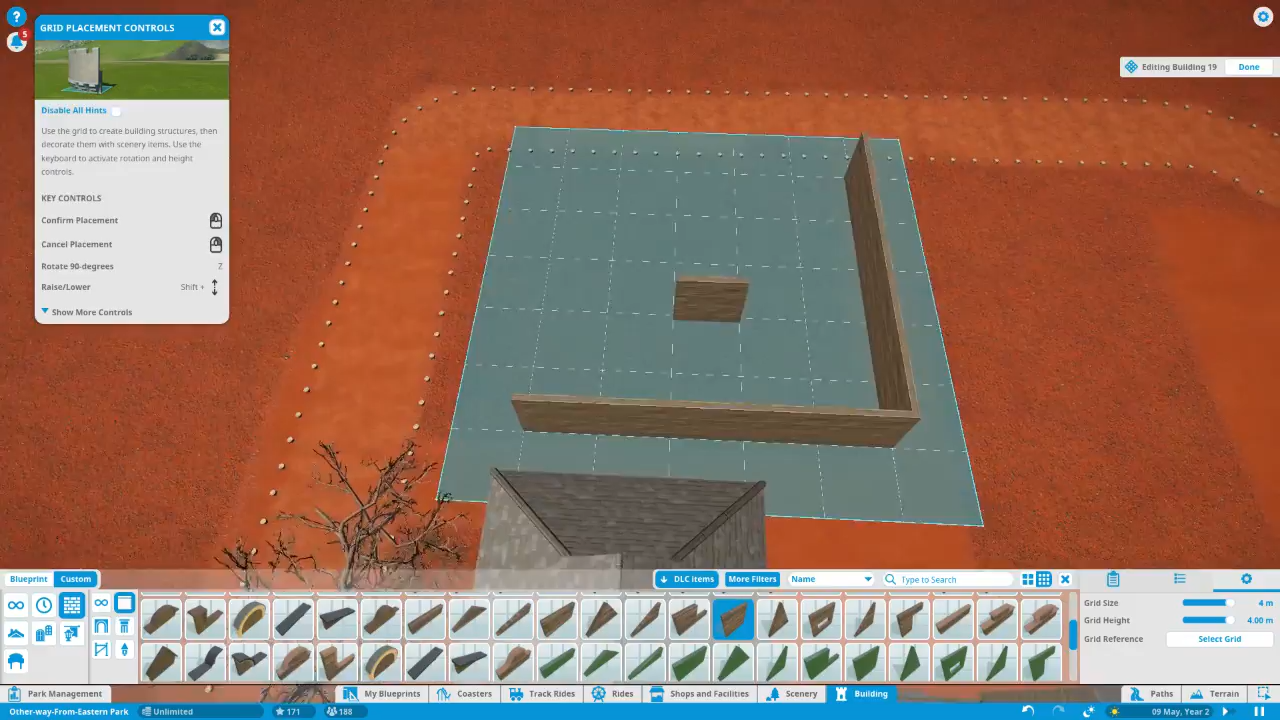 GRID PLACEMENT CONTROLS
5
Disable All Hints
Use the grid to create building structures, then
decorate them with scenery items. Use the
keyboard to activate rotation and height
controls.
KEY CONTROLS
Confirm Placement
Cancel Placement
Rotate 90-degrees Z
Raise/Lower Shift +
Show More Controls
Editing Building 19 Done
Blueprint Custom
DLC items More Filters Name Type to Search
Grid Size 4 m
Grid Height 4.00 m
Grid Reference Select Grid
Park Management My Blueprints Coasters Track Rides Rides Shops and Facilities Scenery Building Paths Terrain
Other-way-From-Eastern Park Unlimited 171 188 09 May, Year 2